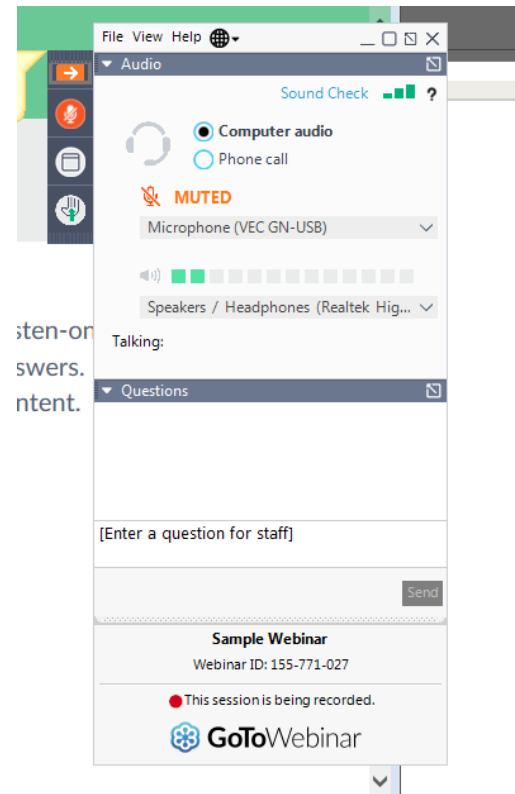 File View Help
Audio
Sound Check ?
Computer audio
Phone call
MUTED
Microphone (VEC GN-USB)
Speakers / Headphones (Realtek Hig...
Talking:
sten-on
swers.
ntent.
Questions
[Enter a question for staff]
Send
Sample Webinar
Webinar ID: 155-771-027
This session is being recorded.
GoToWebinar